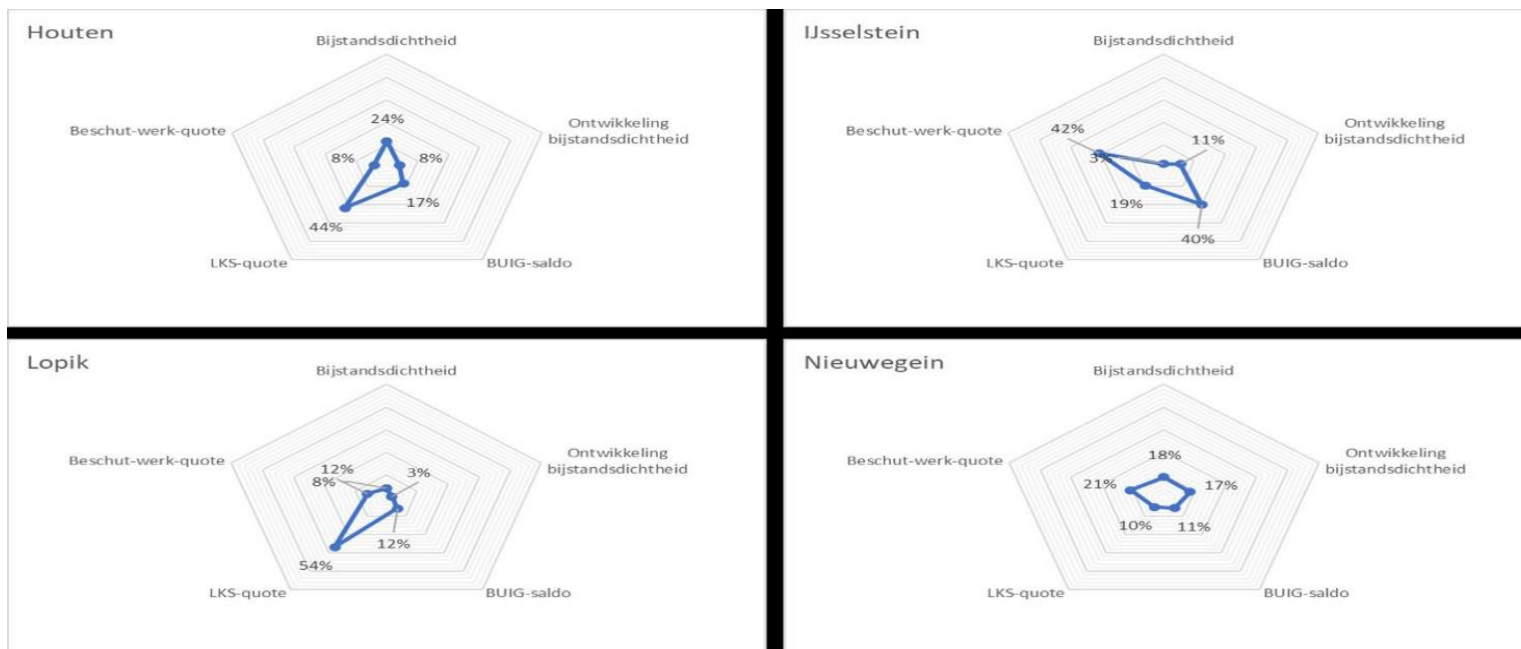 Houten
Bijstandsdichtheid
24%
Beschut-werk-quote
Ontwikkeling
bijstandsdichtheid
8%
8%
17%
44%
LKS-quote
BUIG-saldo
IJsselstein
Bijstandsdichtheid
Beschut-werk-quote
Ontwikkeling
bijstandsdichtheid
42%
11%
3%
19%
40%
LKS-quote
BUIG-saldo
Lopik
Bijstandsdichtheid
Beschut-werk-quote
Ontwikkeling
bijstandsdichtheid
12%
3%
8%
12%
54%
LKS-quote
BUIG-saldo
Nieuwegein
Bijstandsdichtheid
18%
Beschut-werk-quote
Ontwikkeling
bijstandsdichtheid
21%
17%
10%
11%
LKS-quote
BUIG-saldo